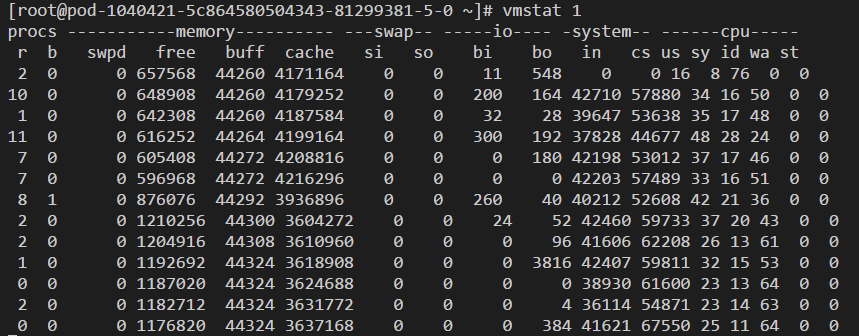 [root@pod-1040421-5c864580504343-81299381-5-0 ~]# vmstat 1
procs -----------memory---------- ---swap-- -----io---- -system-- ------cpu-----
 r  b   swpd   free   buff  cache   si   so    bi    bo   in   cs us sy id wa st
 2  0      0 657568  44260 4171164    0    0    11   548    0    0 16  8 76  0  0
10  0      0 648908  44260 4179252    0    0   200   164 42710 57880 34 16 50  0  0
 1  0      0 642308  44260 4187584    0    0    32    28 39647 53638 35 17 48  0  0
11  0      0 616252  44264 4199164    0    0   300   192 37828 44677 48 28 24  0  0
 7  0      0 605408  44272 4208816    0    0     0   180 42198 53012 37 17 46  0  0
 7  0      0 596968  44272 4216296    0    0     0     0 42203 57489 33 16 51  0  0
 8  1      0 876076  44292 3936896    0    0   260    40 40212 52608 42 21 36  0  0
 2  0      0 1210256  44300 3604272    0    0    24    52 42460 59733 37 20 43  0  0
 2  0      0 1204916  44308 3610960    0    0     0    96 41606 62208 26 13 61  0  0
 1  0      0 1192692  44324 3618908    0    0     0  3816 42407 59811 32 15 53  0  0
 0  0      0 1187020  44324 3624688    0    0     0     0 38930 61600 23 13 64  0  0
 2  0      0 1182712  44324 3631772    0    0     0     4 36114 54871 23 14 63  0  0
 0  0      0 1176820  44324 3637168    0    0     0   384 41621 67550 25 11 64  0  0